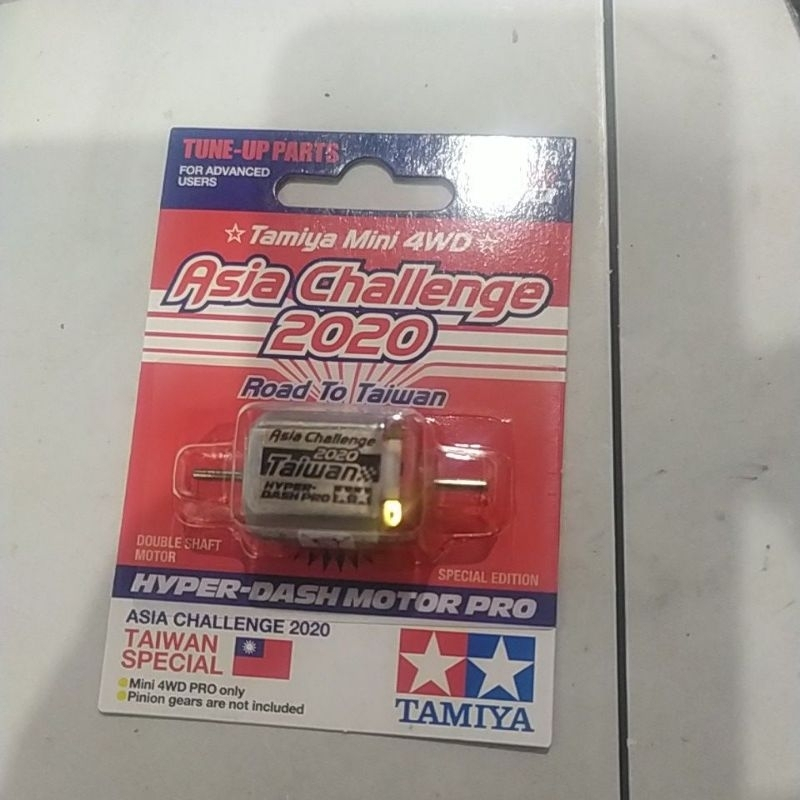 TUNE-UP PARTS
FOR ADVANCED
USERS
☆Tamiya Mini 4WD☆
Asia Challenge
2020
Road To Taiwan
Asia Challenge
2020
Taiwan
HYPER-
DASH PRO
DOUBLE SHAFT
MOTOR
SPECIAL EDITION
HYPER-DASH MOTOR PRO
ASIA CHALLENGE 2020
TAIWAN
SPECIAL
Mini 4WD PRO only
Pinion gears are not included
TAMIYA